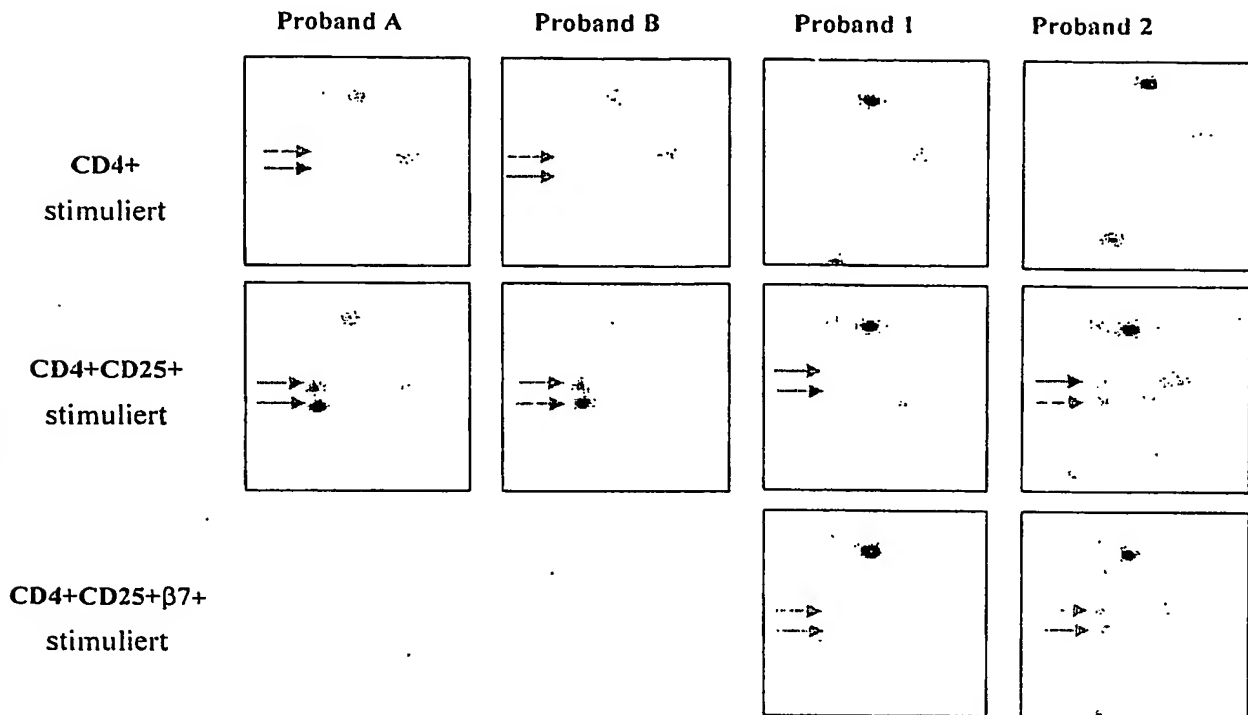 Proband A
Proband B
Proband 1
Proband 2
CD4+
stimuliert
CD4+CD25+
stimuliert
CD4+CD25+β7+
stimuliert